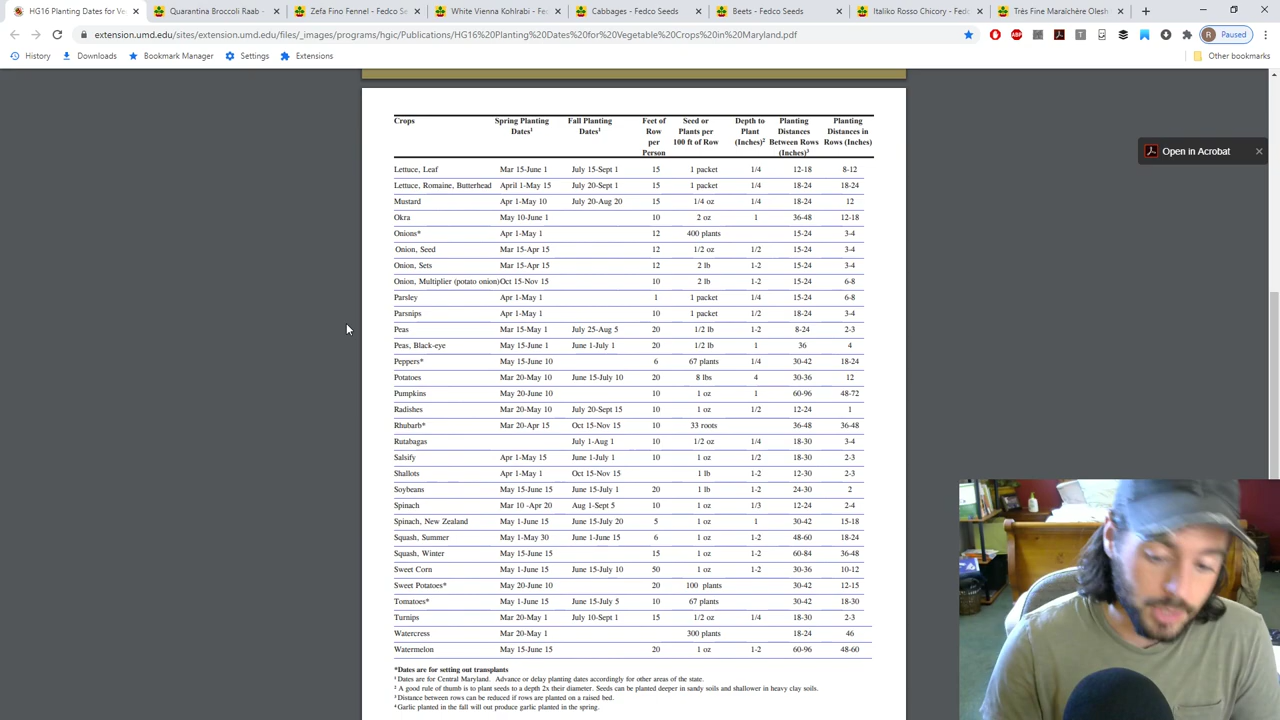 HG16 Planting Dates for Ve
Quarantina Broccoli Raab -
Zefa Fino Fennel - Fedco Se
White Vienna Kohlrabi - Fe
Cabbages - Fedco Seeds
Beets - Fedco Seeds
Italiko Rosso Chicory - Fedc
Très Fine Maraîchère Olesh
extension.umd.edu/sites/extension.umd.edu/files/_images/programs/hgic/Publications/HG16%20Planting%20Dates%20for%20Vegetable%20Crops%20in%20Maryland.pdf
R Paused
History Downloads Bookmark Manager Settings Extensions Other bookmarks
Open in Acrobat
Crops Spring Planting Fall Planting Feet of Seed or Depth to Planting Planting
Dates1 Dates1 Row Plants per Plant Distances Distances in
per 100 ft of Row (Inches)2 Between Rows Rows (Inches)
Person (Inches)3
Lettuce, Leaf Mar 15-June 1 July 15-Sept 1 15 1 packet 1/4 12-18 8-12
Lettuce, Romaine, Butterhead April 1-May 15 July 20-Sept 1 15 1 packet 1/4 18-24 18-24
Mustard Apr 1-May 10 July 20-Aug 20 15 1/4 oz 1/4 18-24 12
Okra May 10-June 1 10 2 oz 1 36-48 12-18
Onions* Apr 1-May 1 12 400 plants 15-24 3-4
Onion, Seed Mar 15-Apr 15 12 1/2 oz 1/2 15-24 3-4
Onion, Sets Mar 15-Apr 15 12 2 lb 1-2 15-24 3-4
Onion, Multiplier (potato onion) Oct 15-Nov 15 10 2 lb 1-2 15-24 6-8
Parsley Apr 1-May 1 1 1 packet 1/4 15-24 6-8
Parsnips Apr 1-May 1 10 1 packet 1/2 18-24 3-4
Peas Mar 15-May 1 July 25-Aug 5 20 1/2 lb 1-2 8-24 2-3
Peas, Black-eye May 15-June 1 June 1-July 1 20 1/2 lb 1 36 4
Peppers* May 15-June 10 6 67 plants 1/4 30-42 18-24
Potatoes Mar 20-May 10 June 15-July 10 20 8 lbs 4 30-36 12
Pumpkins May 20-June 10 10 1 oz 1 60-96 48-72
Radishes Mar 20-May 10 July 20-Sept 15 10 1 oz 1/2 12-24 1
Rhubarb* Mar 20-Apr 15 Oct 15-Nov 15 10 33 roots 36-48 36-48
Rutabagas July 1-Aug 1 10 1/2 oz 1/4 18-30 3-4
Salsify Apr 1-May 15 June 1-July 1 10 1 oz 1/2 18-30 2-3
Shallots Apr 1-May 1 Oct 15-Nov 15 1 lb 1-2 12-30 2-3
Soybeans May 15-June 15 June 15-July 1 20 1 lb 1-2 24-30 2
Spinach Mar 10 -Apr 20 Aug 1-Sept 5 10 1 oz 1/3 12-24 2-4
Spinach, New Zealand May 1-June 15 June 15-July 20 5 1 oz 1 30-42 15-18
Squash, Summer May 1-May 30 June 1-June 15 6 1 oz 1-2 48-60 18-24
Squash, Winter May 15-June 15 15 1 oz 1-2 60-84 36-48
Sweet Corn May 1-June 15 June 15-July 10 50 1 oz 1-2 30-36 10-12
Sweet Potatoes* May 20-June 10 20 100 plants 30-42 12-15
Tomatoes* May 1-June 15 June 15-July 5 10 67 plants 30-42 18-30
Turnips Mar 20-May 1 July 10-Sept 1 15 1/2 oz 1/4 18-30 2-3
Watercress Mar 20-May 1 300 plants 18-24 46
Watermelon May 15-June 15 20 1 oz 1-2 60-96 48-60
*Dates are for setting out transplants
1 Dates are for Central Maryland. Advance or delay planting dates accordingly for other areas of the state.
2 A good rule of thumb is to plant seeds to a depth 2x their diameter. Seeds can be planted deeper in sandy soils and shallower in heavy clay soils.
3 Distance between rows can be reduced if rows are planted on a raised bed.
4 Garlic planted in the fall will out produce garlic planted in the spring.